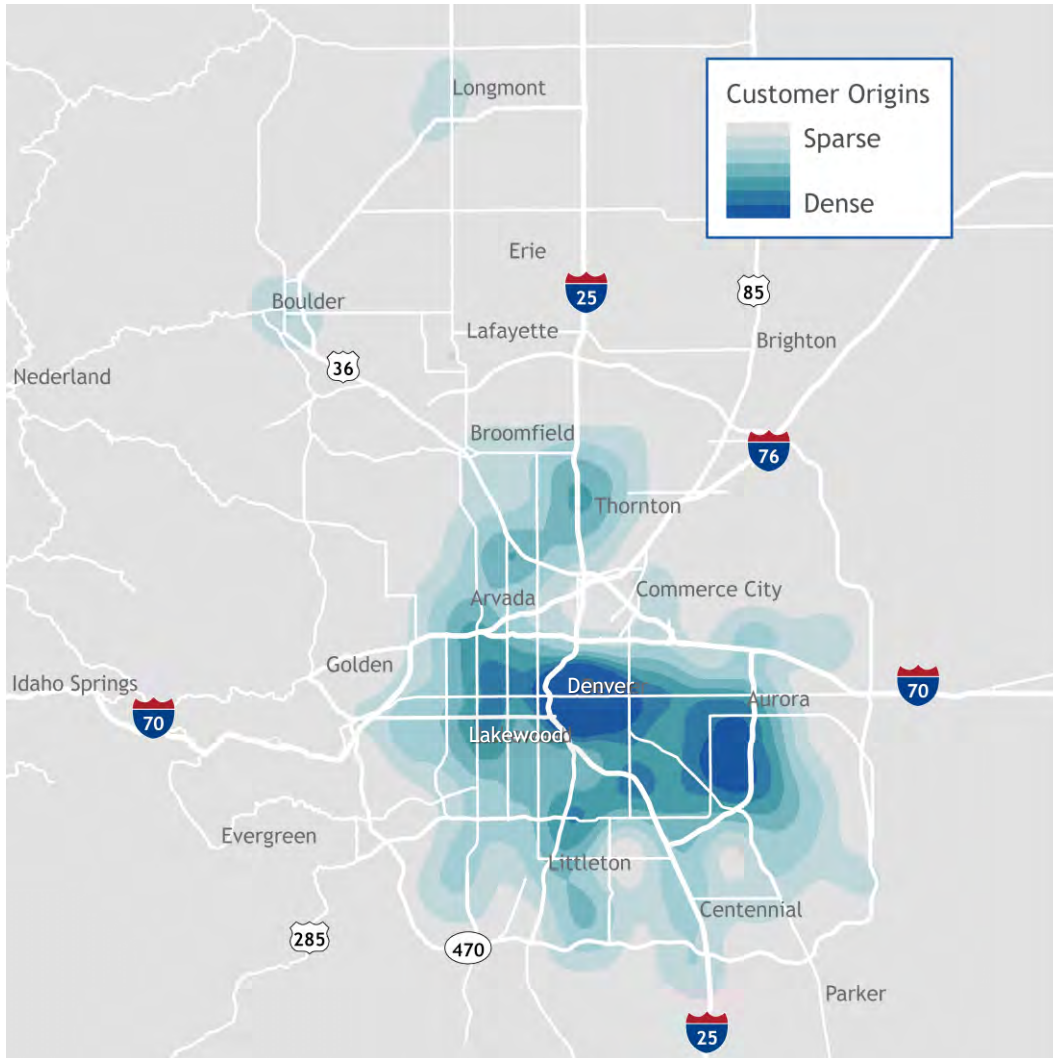 Longmont
Customer Origins
Sparse
Dense
Erie
25
85
Boulder
Lafayette
Brighton
36
Nederland
Broomfield
76
Thornton
Arvada
Commerce City
Golden
Idaho Springs
Denver
70
Aurora
70
Lakewood
Evergreen
Littleton
Centennial
285
470
Parker
25